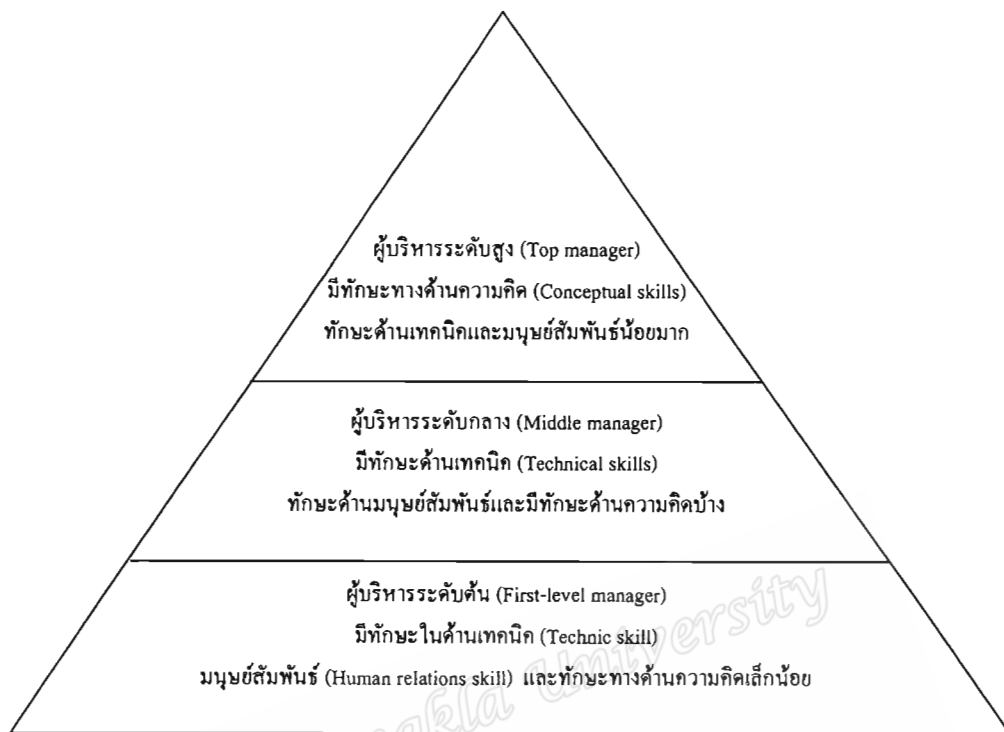 ผู้บริหารระดับสูง (Top manager)
มีทักษะทางด้านความคิด (Conceptual skills)
ทักษะด้านเทคนิคและมนุษย์สัมพันธ์น้อยมาก
ผู้บริหารระดับกลาง (Middle manager)
มีทักษะด้านเทคนิค (Technical skills)
ทักษะด้านมนุษย์สัมพันธ์และมีทักษะด้านความคิดบ้าง
ผู้บริหารระดับต้น (First-level manager)
มีทักษะในด้านเทคนิค (Technic skill)
มนุษย์สัมพันธ์ (Human relations skill) และทักษะทางด้านความคิดเล็กน้อย
University